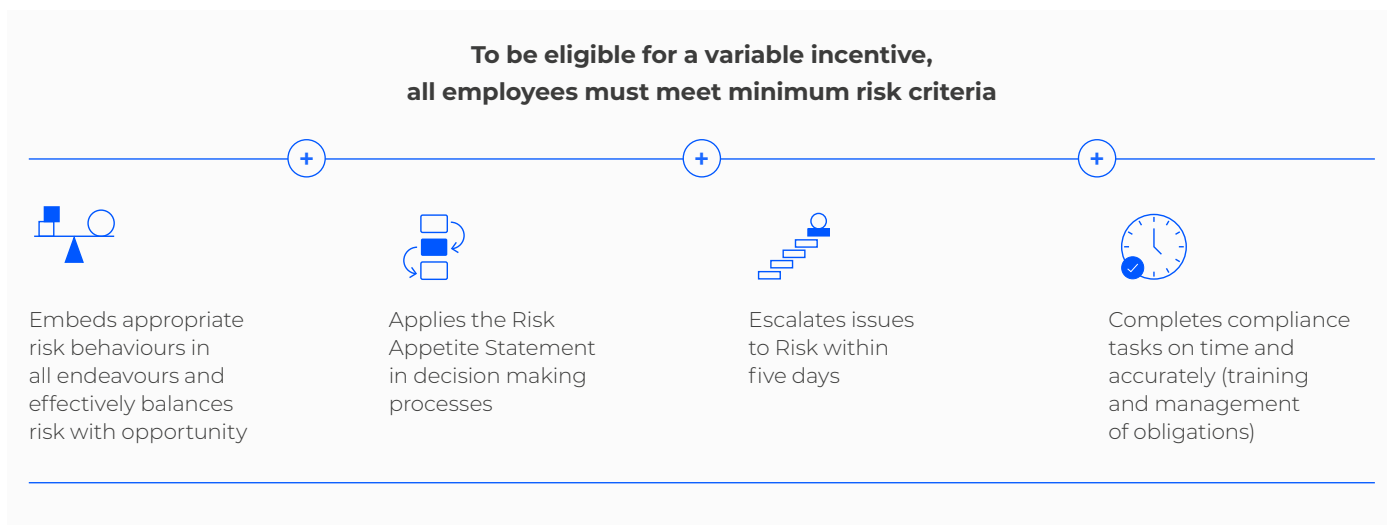 To be eligible for a variable incentive,
all employees must meet minimum risk criteria
+
+
+
Embeds appropriate
risk behaviours in
all endeavours and
effectively balances
risk with opportunity
Applies the Risk
Appetite Statement
in decision making
processes
Escalates issues
to Risk within
five days
Completes compliance
tasks on time and
accurately (training
and management
of obligations)